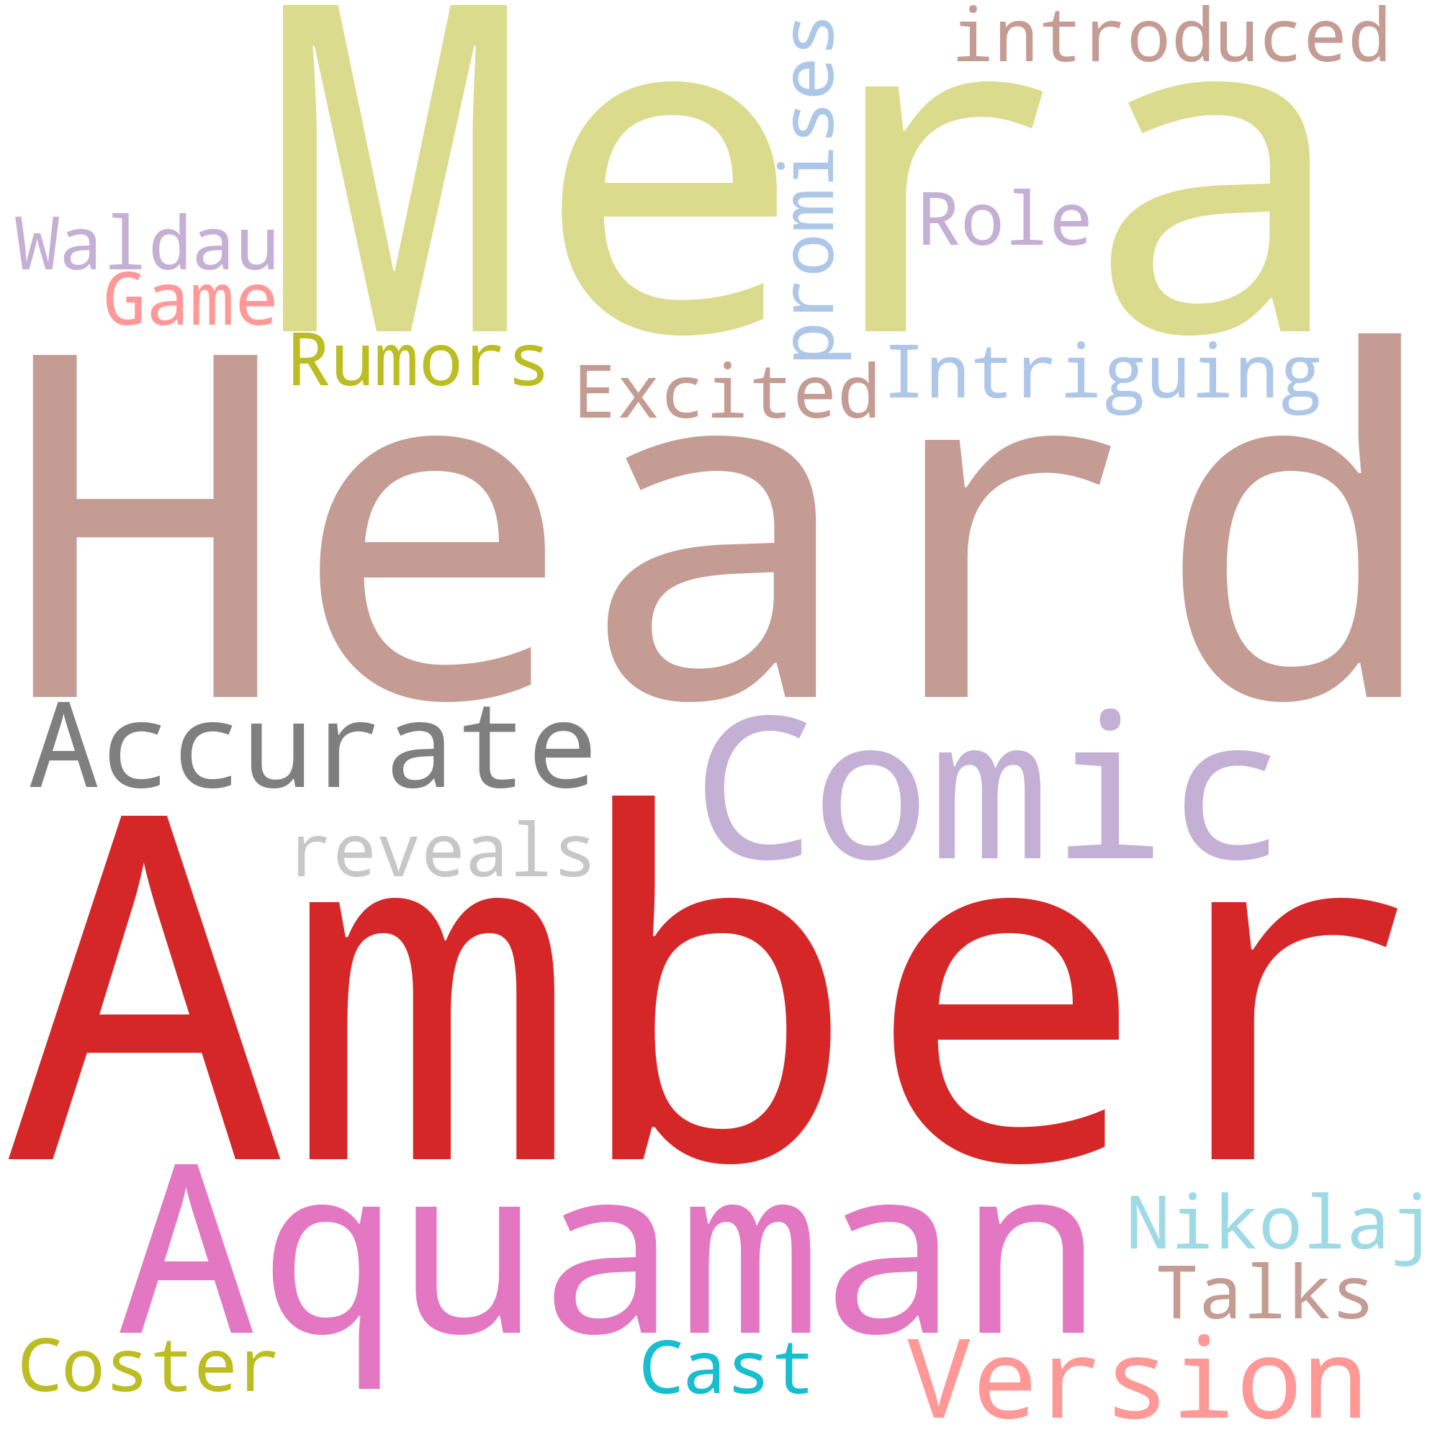 introduced
Mera
promises
Role
Waldau
Game
Rumors
Excited
Intriguing
Heard
Accurate
Comic
reveals
Amber
Aquaman
Nikolaj
Talks
Coster
Cast
Version